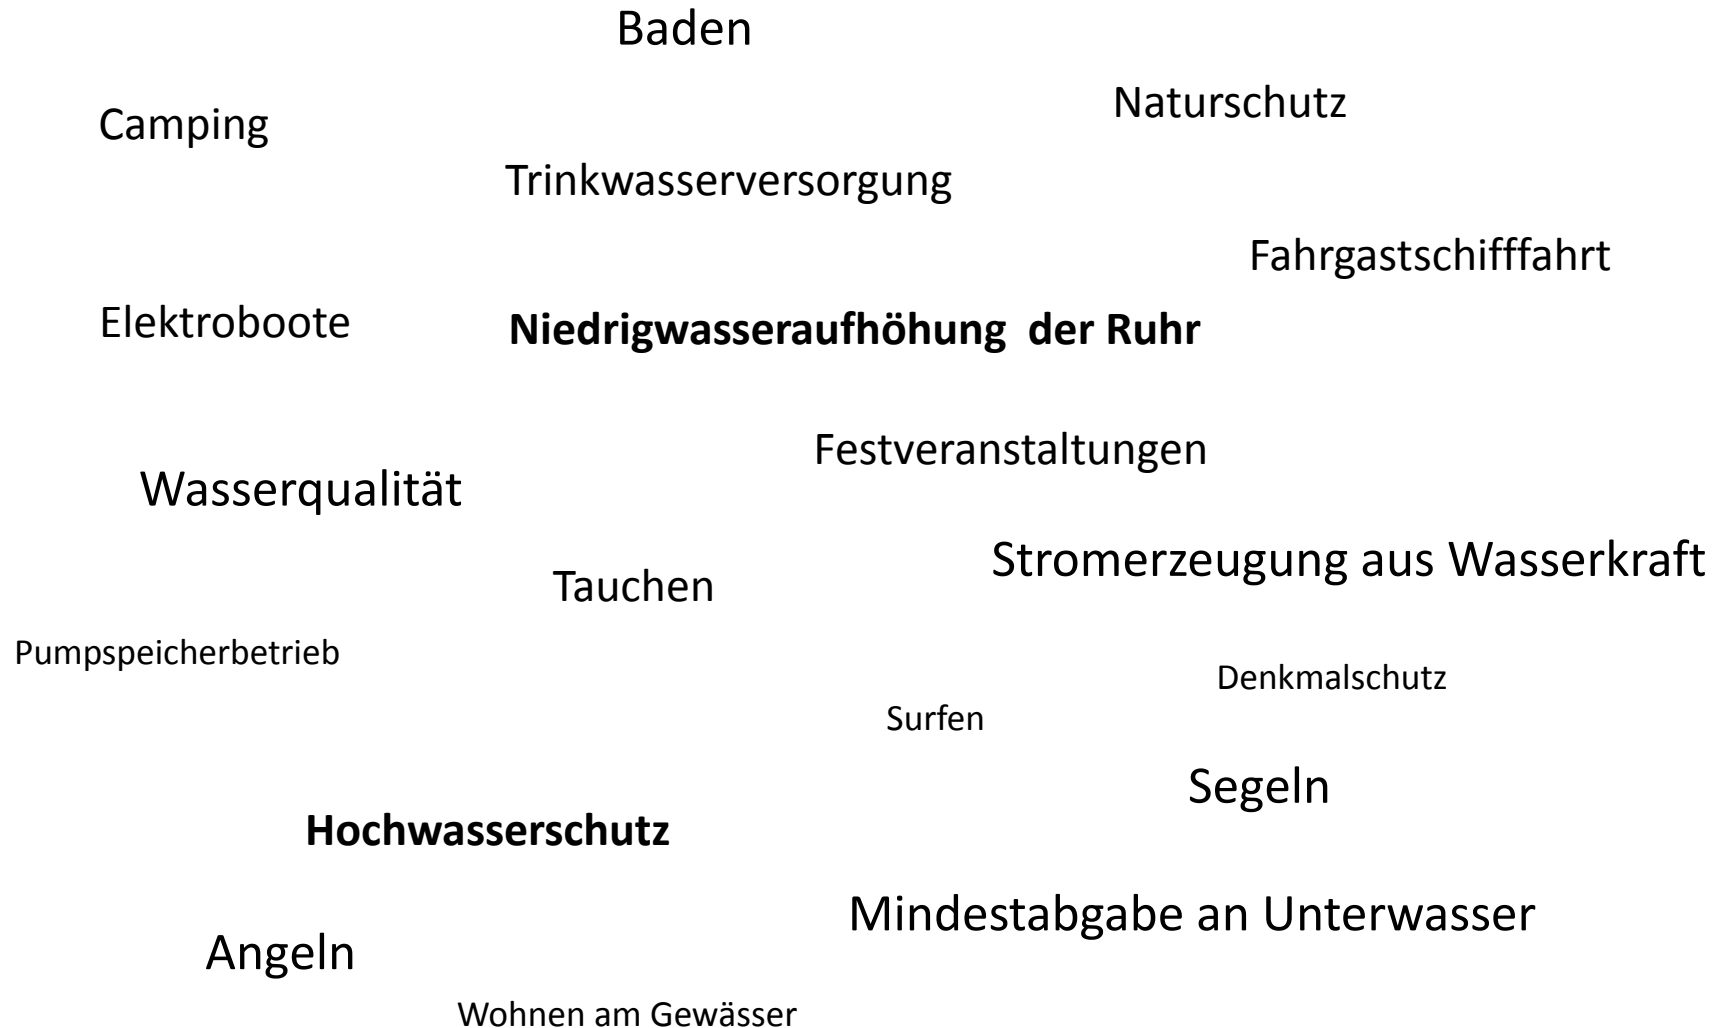 Baden
Naturschutz
Camping
Trinkwasserversorgung
Fahrgastschifffahrt
Elektroboote
Niedrigwasseraufhöhung  der Ruhr
Festveranstaltungen
Wasserqualität
Stromerzeugung aus Wasserkraft
Tauchen
Pumpspeicherbetrieb
Denkmalschutz
Surfen
Segeln
Hochwasserschutz
Mindestabgabe an Unterwasser
Angeln
Wohnen am Gewässer